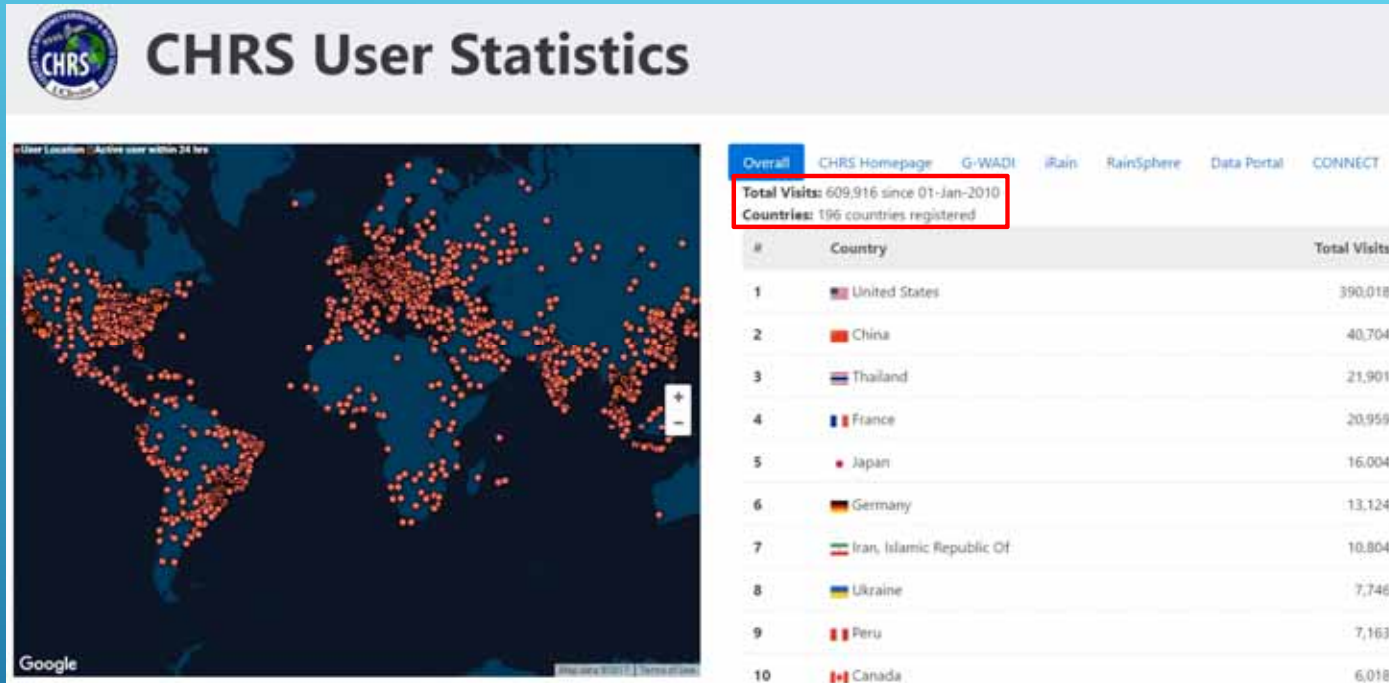 CHRS
CHRS User Statistics
User Location Active user within 24 hrs
Overall CHRS Homepage G-WADI iRain RainSphere Data Portal CONNECT
Total Visits: 609,916 since 01-Jan-2010
Countries: 196 countries registered
# Country Total Visits
1 United States 390,018
2 China 40,704
3 Thailand 21,901
4 France 20,959
5 Japan 16,004
6 Germany 13,124
7 Iran, Islamic Republic Of 10,804
8 Ukraine 7,746
9 Peru 7,163
10 Canada 6,018
+
−
Google
Map data ©2017 Terms of Use